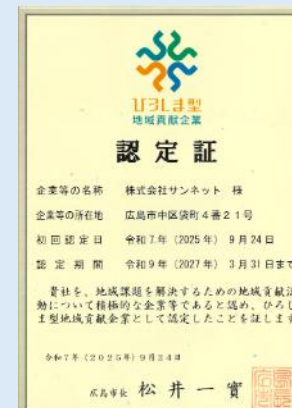 ひろしま型
地域貢献企業
認定証
企業等の名称 株式会社サンネット 様
企業等の所在地 広島市中区袋町4番21号
初回認定日 令和7年(2025年) 9月24日
認定期間 令和9年(2027年) 3月31日まで
貴社を、地域課題を解決するための地域貢献活
動について積極的な企業等であると認め、ひろし
ま型地域貢献企業として認定したことを証します
令和7年(2025年)9月24日
広島市長 松井一實